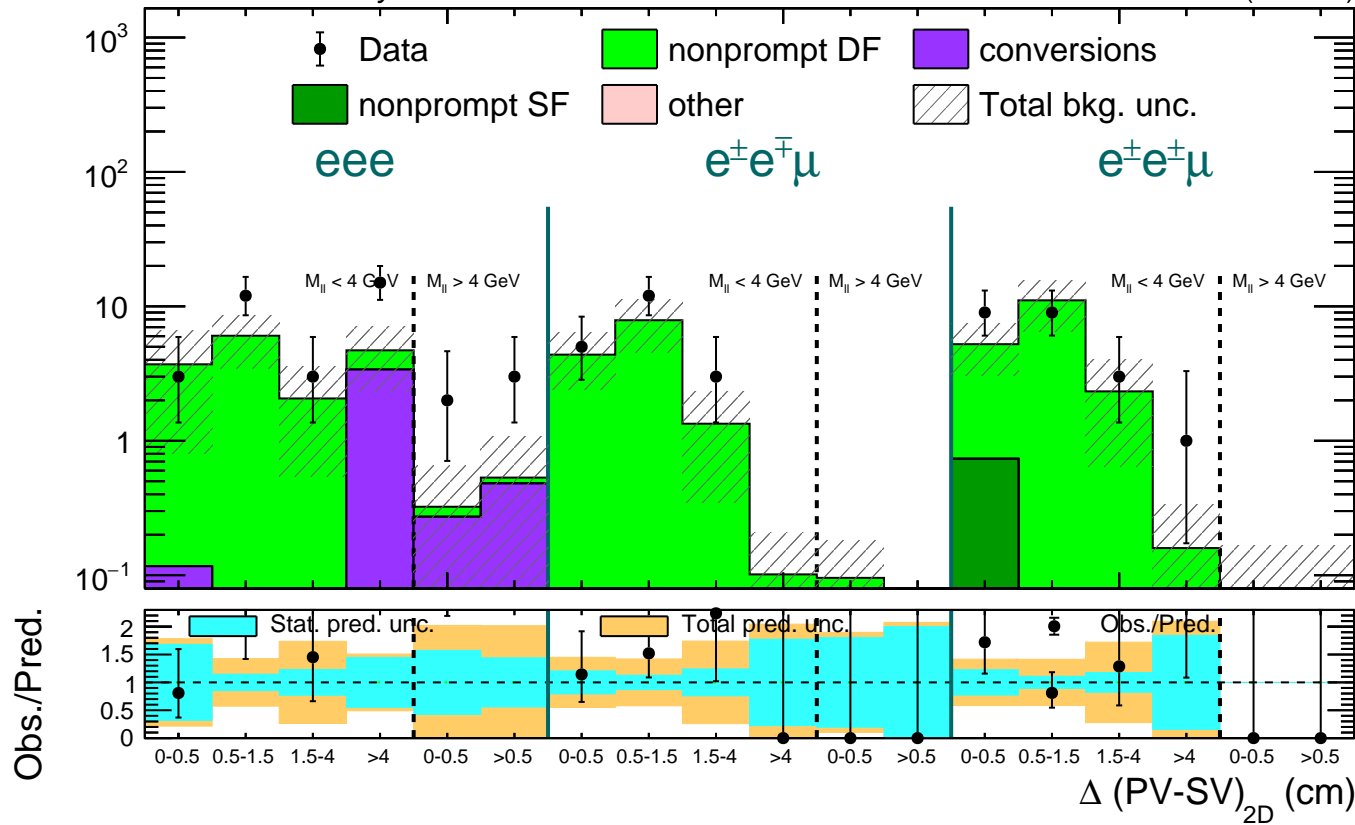 10³
10²
10
1
10⁻¹
Data
nonprompt DF
conversions
nonprompt SF
other
Total bkg. unc.
eee
e±e∓μ
e±e±μ
M_ll < 4 GeV
M_ll > 4 GeV
M_ll < 4 GeV
M_ll > 4 GeV
M_ll < 4 GeV
M_ll > 4 GeV
Obs./Pred.
2
1.5
1
0.5
0
Stat. pred. unc.
Total pred. unc.
Obs./Pred.
0-0.5 0.5-1.5 1.5-4 >4 0-0.5 >0.5 0-0.5 0.5-1.5 1.5-4 >4 0-0.5 >0.5 0-0.5 0.5-1.5 1.5-4 >4 0-0.5 >0.5
Δ (PV-SV)_2D (cm)